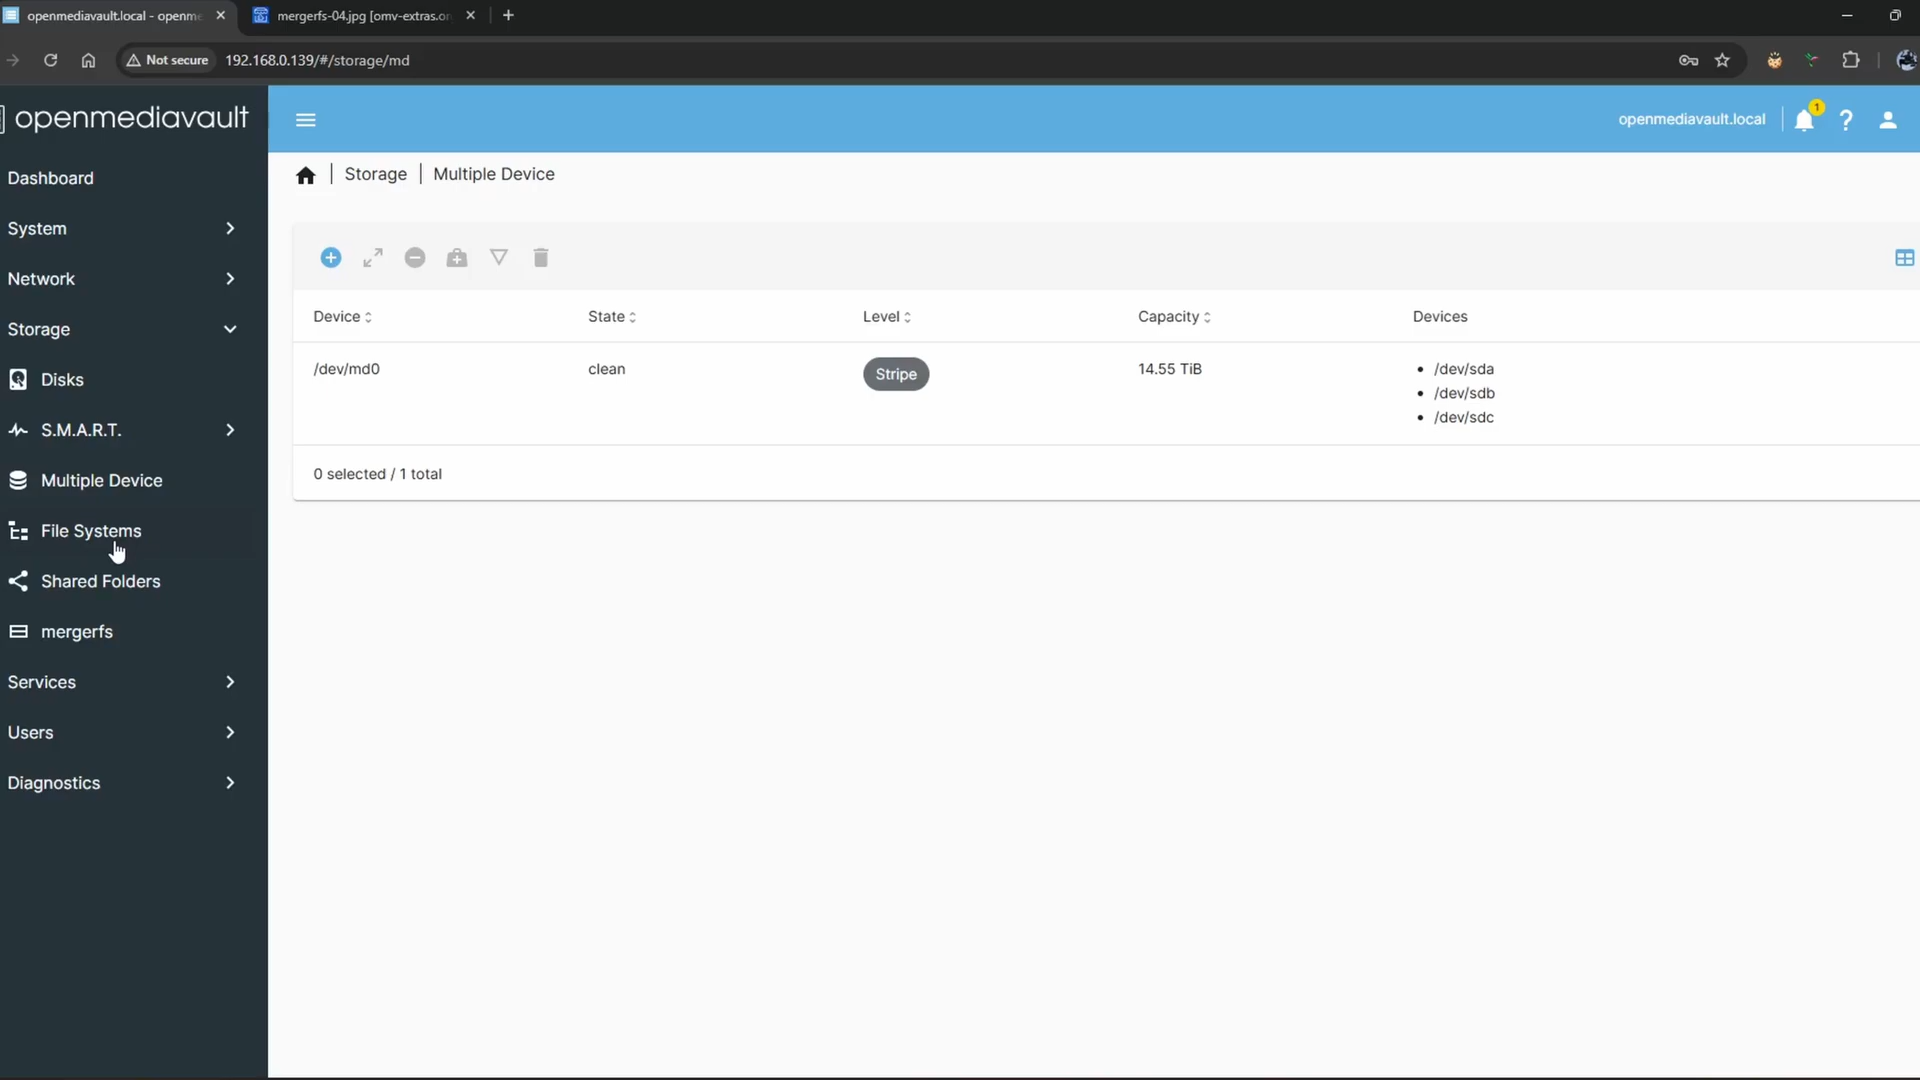 openmediavault.local - openme
mergerfs-04.jpg [omv-extras.or
Not secure
192.168.0.139/#/storage/md
openmediavault
openmediavault.local
1
Storage
Multiple Device
Dashboard
System
Network
Storage
Disks
S.M.A.R.T.
Multiple Device
File Systems
Shared Folders
mergerfs
Services
Users
Diagnostics
Device State Level Capacity Devices
/dev/md0 clean Stripe 14.55 TiB
• /dev/sda
• /dev/sdb
• /dev/sdc
0 selected / 1 total